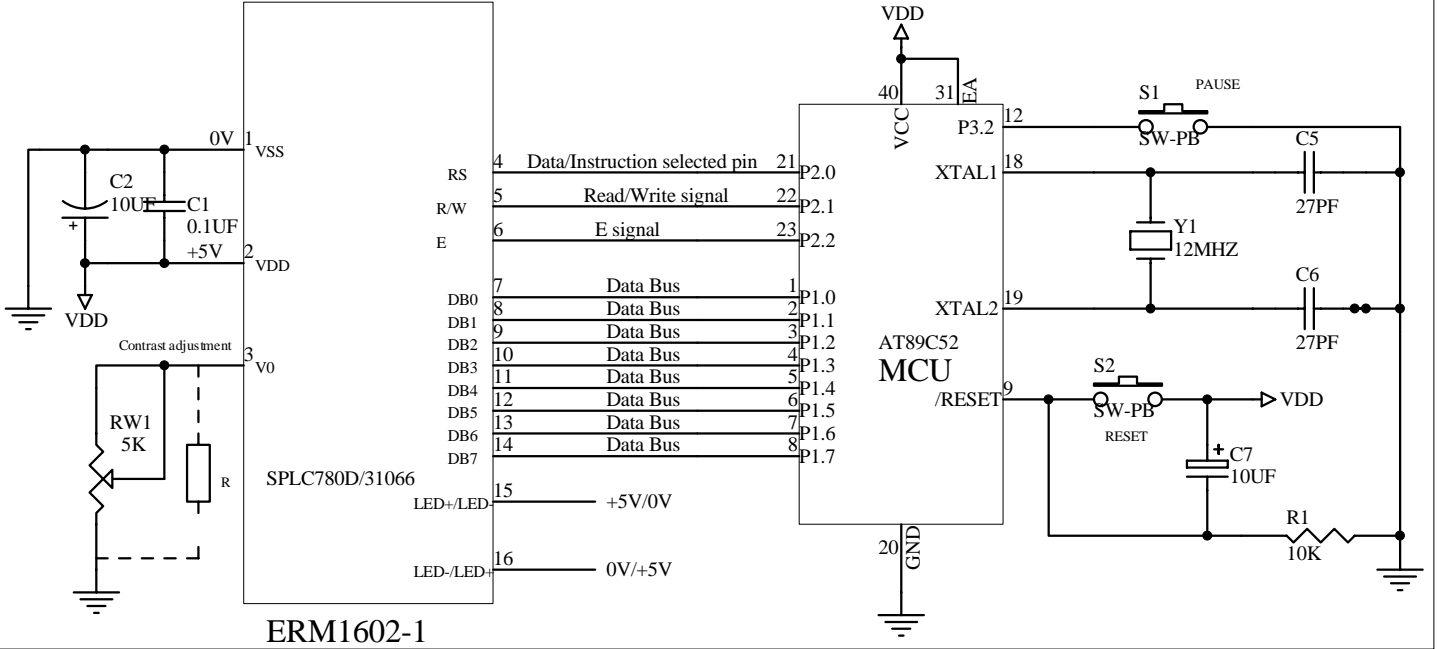 VDD
40
31
EA
VCC
S1
PAUSE
SW-PB
12
P3.2
0V
1
VSS
C2
10UF
+
C1
0.1UF
+5V
2
VDD
VDD
Contrast adjustment
3
V0
RW1
5K
R
SPLC780D/31066
RS
4
Data/Instruction selected pin
21
P2.0
R/W
5
Read/Write signal
22
P2.1
E
6
E signal
23
P2.2
DB0
7
Data Bus
1
P1.0
DB1
8
Data Bus
2
P1.1
DB2
9
Data Bus
3
P1.2
DB3
10
Data Bus
4
P1.3
DB4
11
Data Bus
5
P1.4
DB5
12
Data Bus
6
P1.5
DB6
13
Data Bus
7
P1.6
DB7
14
Data Bus
8
P1.7
LED+/LED-
15
+5V/0V
LED-/LED+
16
0V/+5V
XTAL1
18
C5
27PF
Y1
12MHZ
XTAL2
19
C6
27PF
AT89C52
MCU
/RESET
9
S2
SW-PB
RESET
VDD
+
C7
10UF
R1
10K
20
GND
ERM1602-1